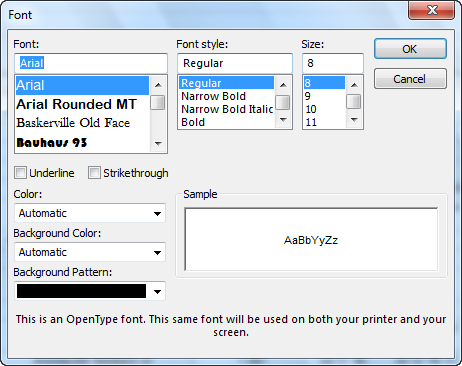 Font
Font: Font style: Size:
Arial Regular 8
OK
Arial
Arial Rounded MT
Baskerville Old Face
Bauhaus 93
Regular
Narrow Bold
Narrow Bold Italic
Bold
8
9
10
11
Cancel
Underline Strikethrough
Color:
Automatic
Background Color:
Automatic
Background Pattern:
Sample
AaBbYyZz
This is an OpenType font. This same font will be used on both your printer and your
screen.